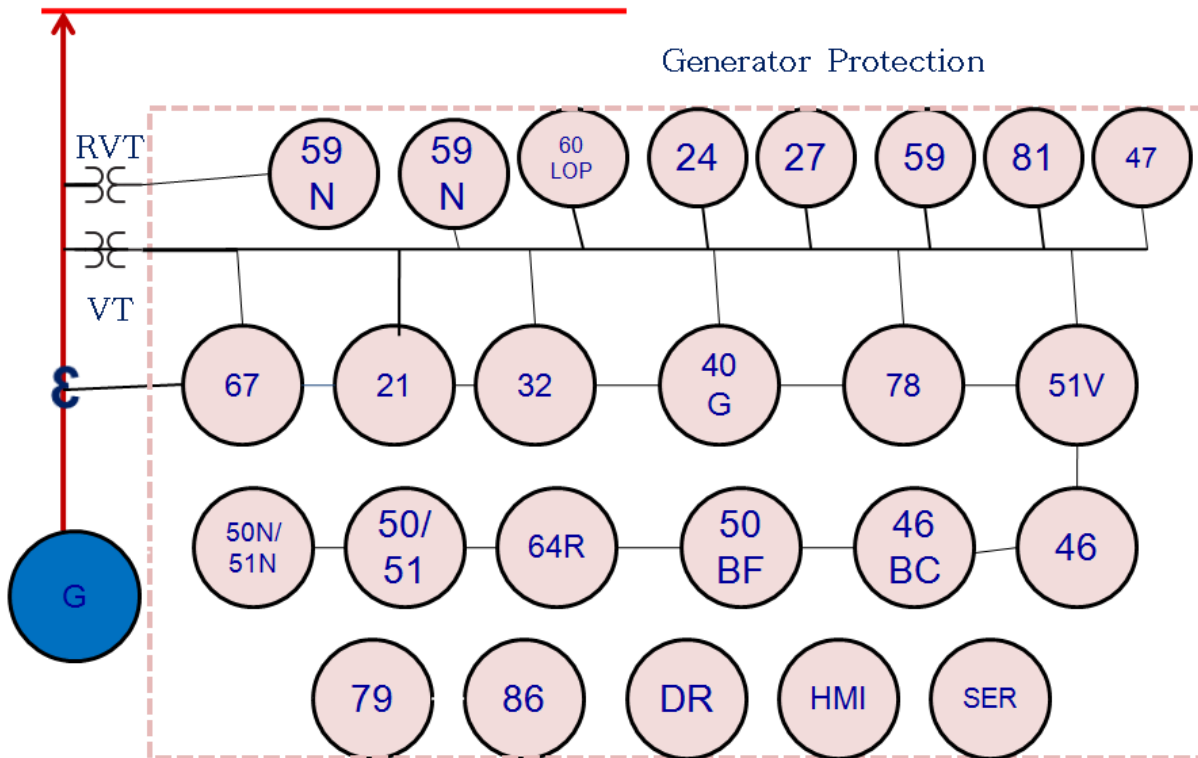 Generator Protection
RVT
59
N
59
N
60
LOP
24
27
59
81
47
VT
67
21
32
40
G
78
51V
50N/
51N
50/
51
64R
50
BF
46
BC
46
G
79
86
DR
HMI
SER